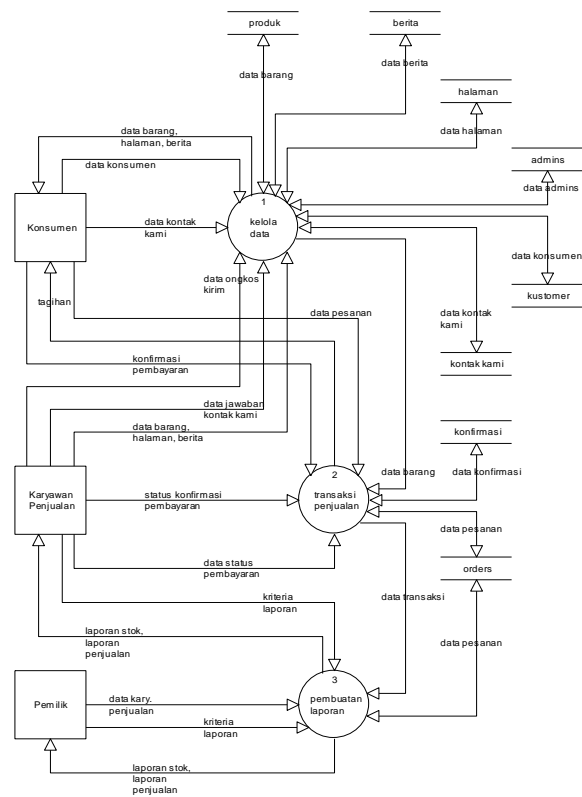 produk
berita
data barang
data berita
halaman
data halaman
data barang,
halaman, berita
data konsumen
admins
data admins
Konsumen
1
kelola
data
data kontak
kami
data konsumen
kustomer
data ongkos
kirim
tagihan
data pesanan
data kontak
kami
kontak kami
konfirmasi
pembayaran
data jawaban
kontak kami
data barang,
halaman, berita
konfirmasi
data konfirmasi
Karyawan
Penjualan
status konfirmasi
pembayaran
2
transaksi
penjualan
data barang
data pesanan
orders
data status
pembayaran
kriteria
laporan
data transaksi
data pesanan
laporan stok,
laporan
penjualan
Pemilik
data kary.
penjualan
kriteria
laporan
3
pembuatan
laporan
laporan stok,
laporan
penjualan